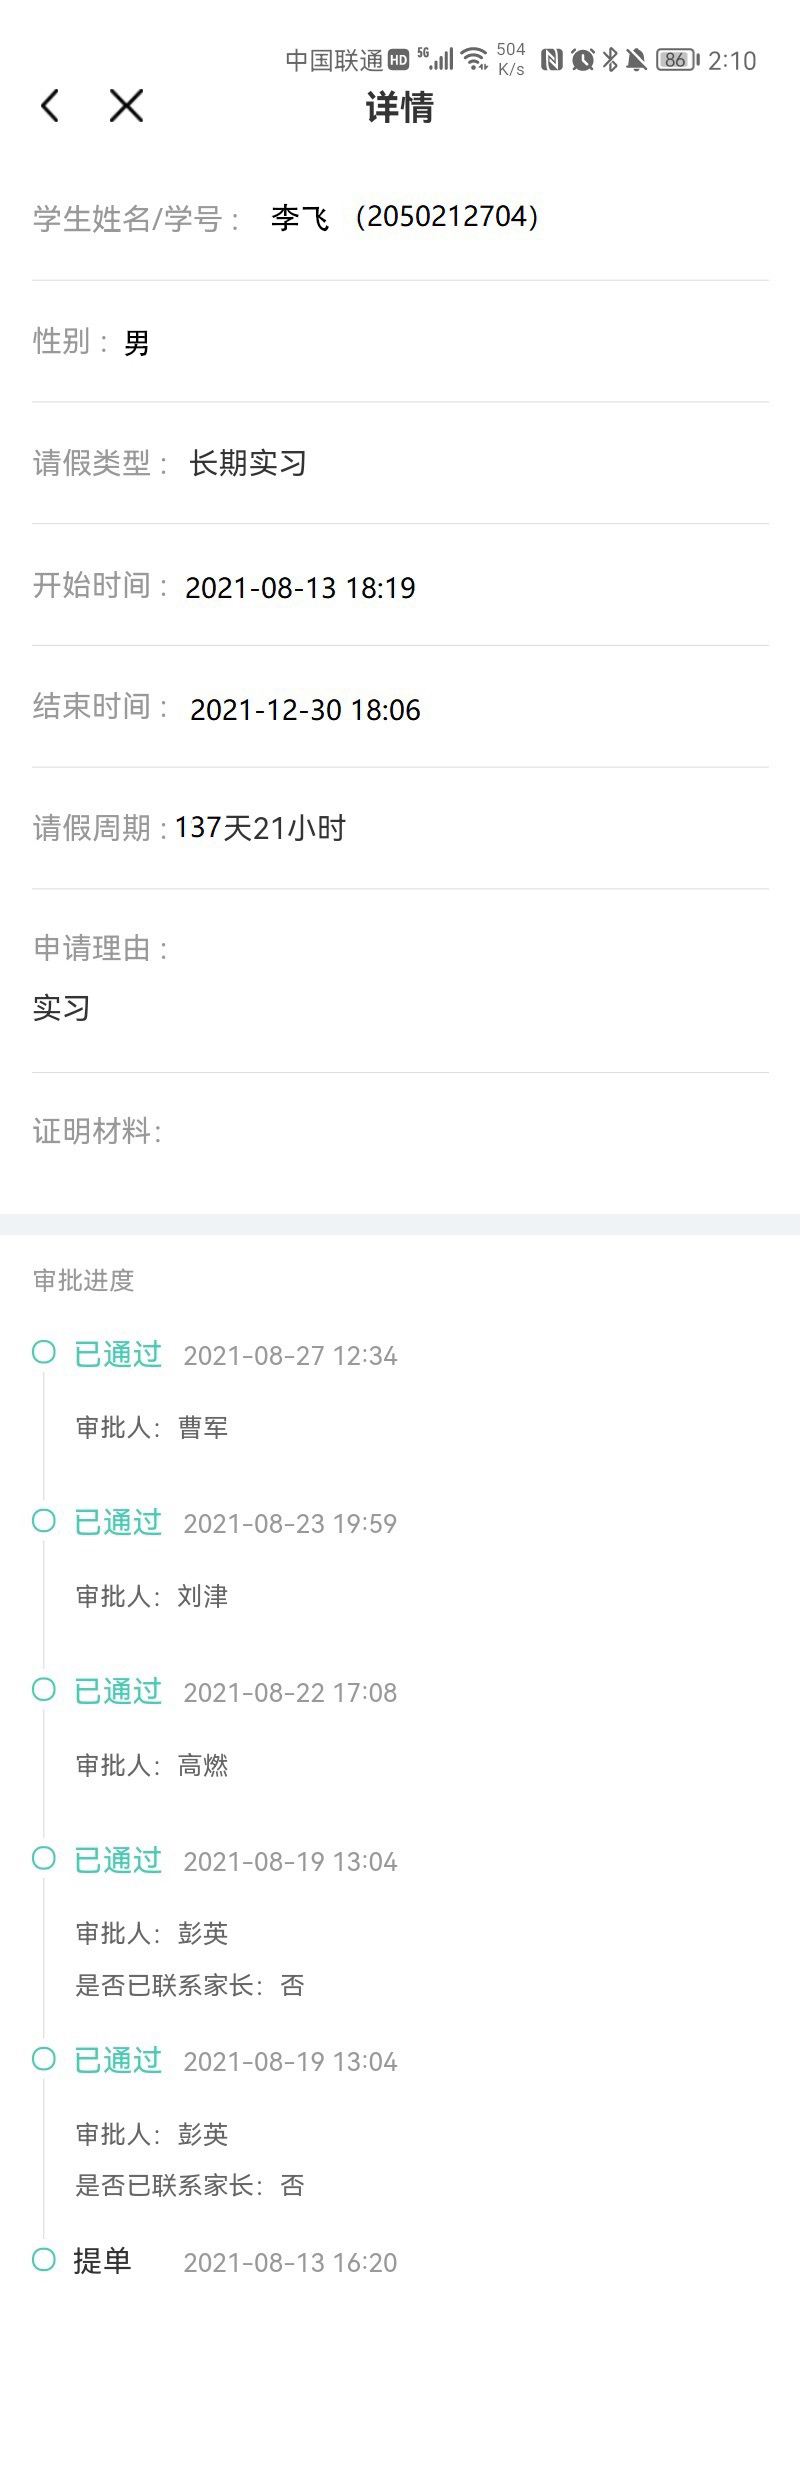 中国联通 HD 5G 504 K/s 86 2:10
详情
学生姓名/学号： 李飞 （2050212704）
性别： 男
请假类型： 长期实习
开始时间： 2021-08-13 18:19
结束时间： 2021-12-30 18:06
请假周期：137天21小时
申请理由：
实习
证明材料：
审批进度
已通过 2021-08-27 12:34
审批人： 曹军
已通过 2021-08-23 19:59
审批人： 刘津
已通过 2021-08-22 17:08
审批人： 高燃
已通过 2021-08-19 13:04
审批人： 彭英
是否已联系家长： 否
已通过 2021-08-19 13:04
审批人： 彭英
是否已联系家长： 否
提单 2021-08-13 16:20